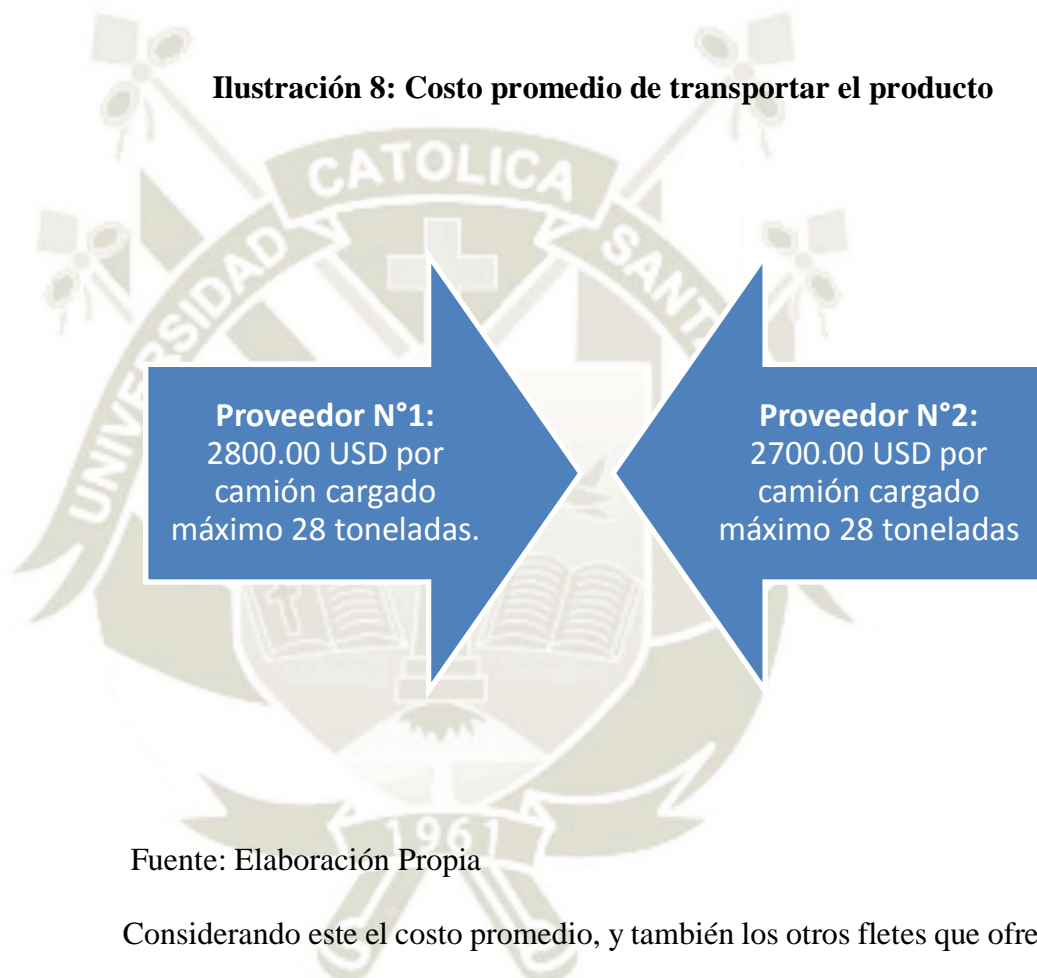 Ilustración 8: Costo promedio de transportar el producto
UNIVERSIDAD CATOLICA
Proveedor N°1:
2800.00 USD por
camión cargado
máximo 28 toneladas.
Proveedor N°2:
2700.00 USD por
camión cargado
máximo 28 toneladas
1961
Fuente: Elaboración Propia
Considerando este el costo promedio, y también los otros fletes que ofre